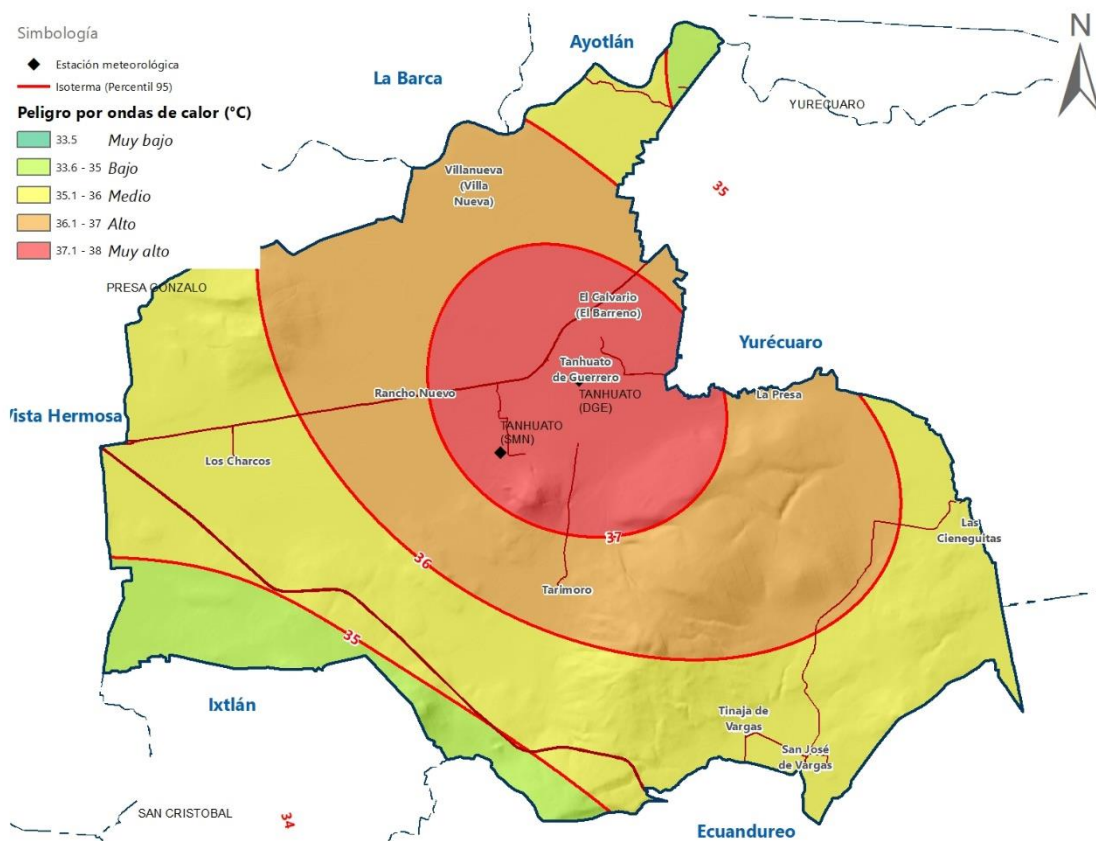 Simbología
Estación meteorológica
Isoterma (Percentil 95)
Peligro por ondas de calor (°C)
33.5 Muy bajo
33.6 - 35 Bajo
35.1 - 36 Medio
36.1 - 37 Alto
37.1 - 38 Muy alto
N
Ayotlán
La Barca
YURECUARO
Villanueva
(Villa
Nueva)
35
PRESA GONZALO
El Calvario
(El Barreno)
Yurécuaro
Tanhuato
de Guerrero
TANHUATO
(DGE)
Rancho Nuevo
La Presa
Vista Hermosa
TANHUATO
(SMN)
Los Charcos
Las
Cieneguitas
37
36
Tarimoro
35
Ixtlán
Tinaja de
Vargas
San José
de Vargas
SAN CRISTOBAL
34
Ecuandureo